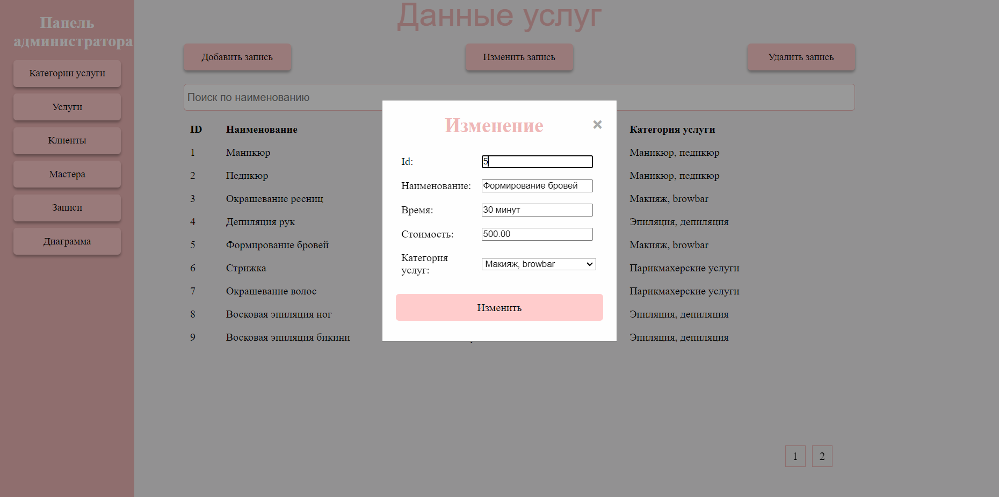 Панель
администратора
Категории услуги
Услуги
Клиенты
Мастера
Записи
Диаграмма
Данные услуг
Добавить запись
Изменить запись
Удалить запись
Поиск по наименованию
ID Наименование Категория услуги
1 Маникюр Маникюр, педикюр
2 Педикюр Маникюр, педикюр
3 Окрашевание ресниц Макияж, browbar
4 Депиляция рук Эпиляция, депиляция
5 Формирование бровей Макияж, browbar
6 Стрижка Парикмахерские услуги
7 Окрашевание волос Парикмахерские услуги
8 Восковая эпиляция ног Эпиляция, депиляция
9 Восковая эпиляция бикини Эпиляция, депиляция
Изменение ×
Id: 5
Наименование: Формирование бровей
Время: 30 минут
Стоимость: 500.00
Категория
услуг: Макияж, browbar
Изменить
1 2